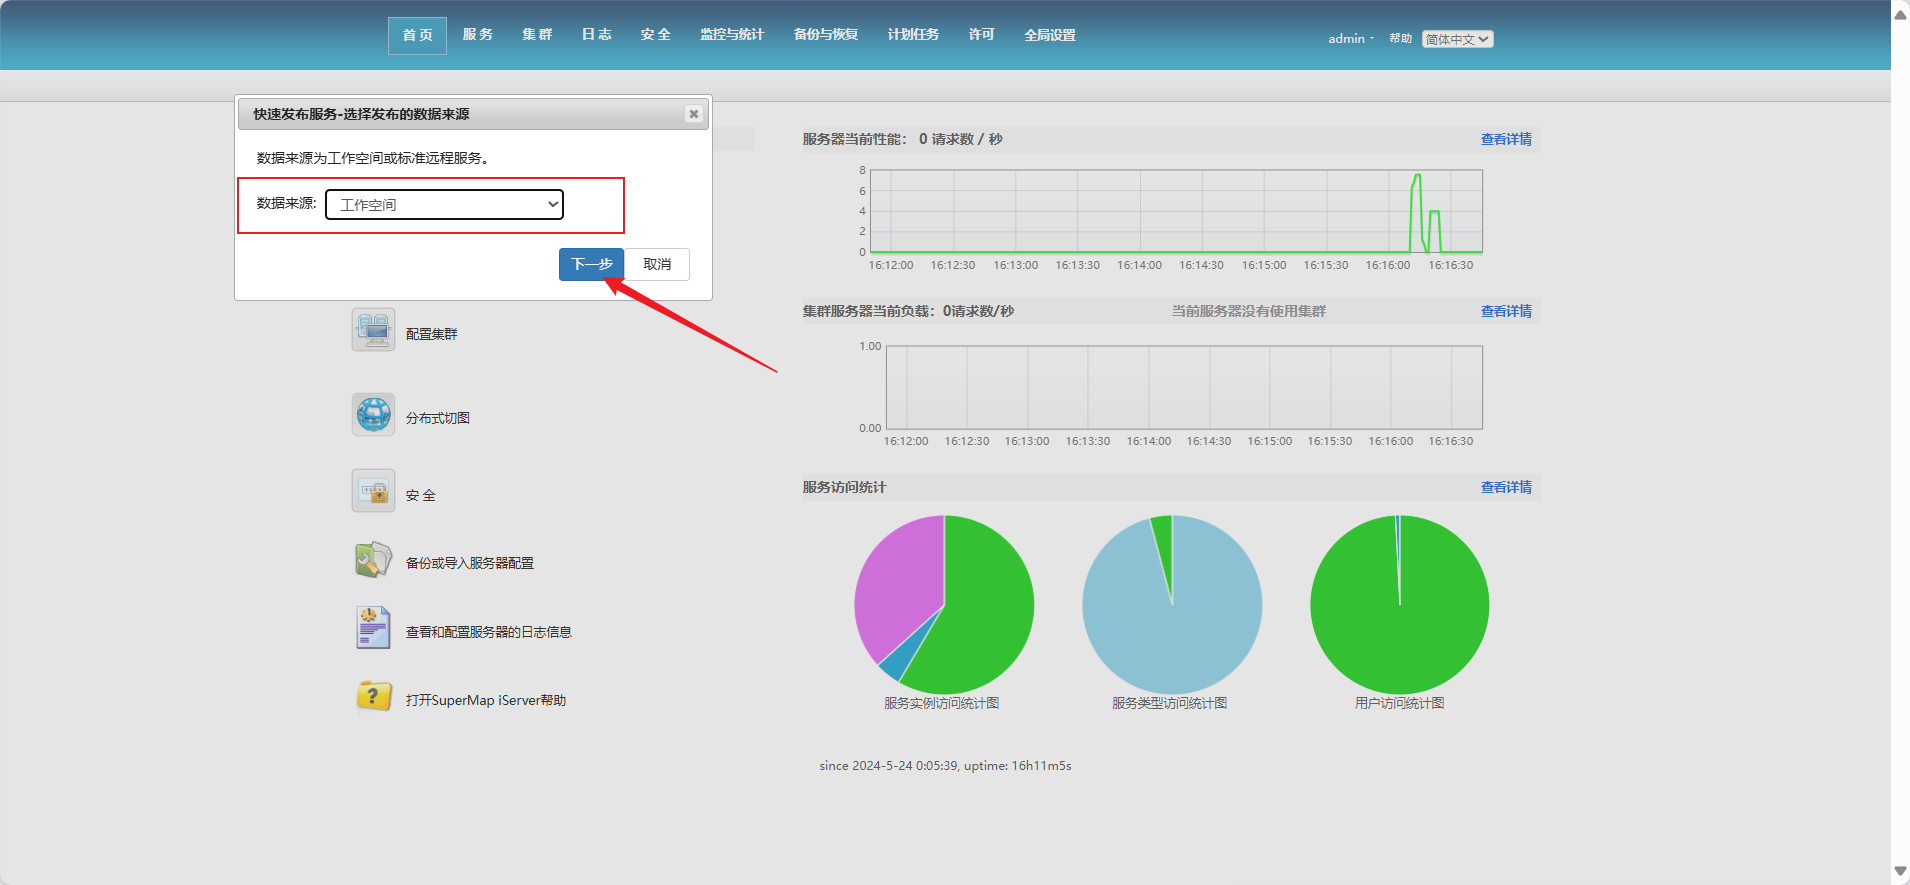 首 页 服 务 集 群 日 志 安 全 监控与统计 备份与恢复 计划任务 许可 全局设置 admin 帮助 简体中文
快速发布服务-选择发布的数据来源
数据来源为工作空间或标准远程服务。
数据来源: 工作空间
下一步 取消
配置集群
分布式切图
安 全
备份或导入服务器配置
查看和配置服务器的日志信息
打开SuperMap iServer帮助
服务器当前性能： 0 请求数 / 秒 查看详情
8
6
4
2
0
16:12:00 16:12:30 16:13:00 16:13:30 16:14:00 16:14:30 16:15:00 16:15:30 16:16:00 16:16:30
集群服务器当前负载：0请求数/秒 当前服务器没有使用集群 查看详情
1.00
0.00
16:12:00 16:12:30 16:13:00 16:13:30 16:14:00 16:14:30 16:15:00 16:15:30 16:16:00 16:16:30
服务访问统计 查看详情
服务实例访问统计图 服务类型访问统计图 用户访问统计图
since 2024-5-24 0:05:39, uptime: 16h11m5s